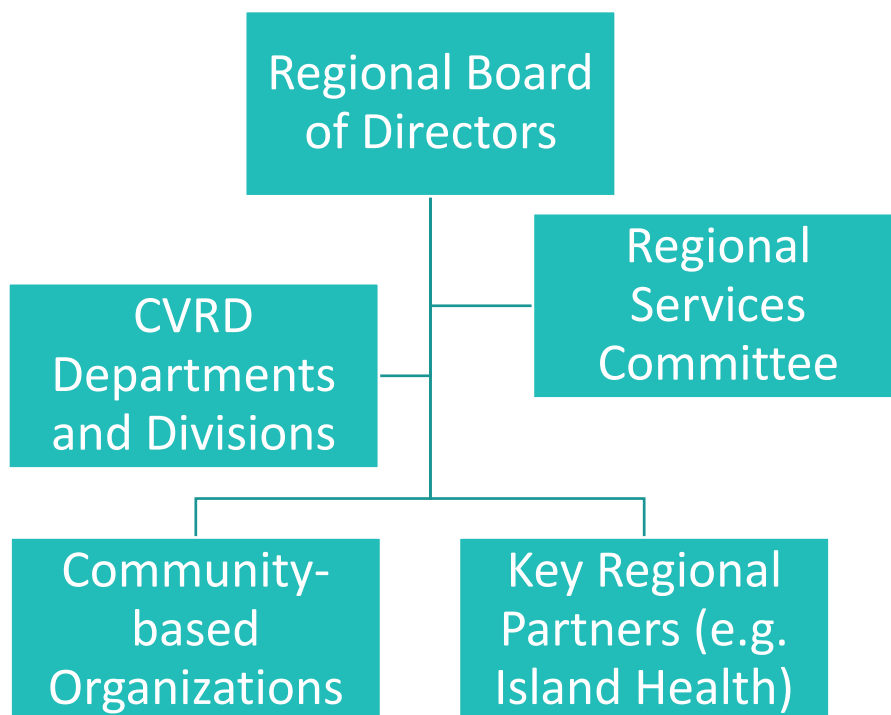 Regional Board
of Directors
Regional
Services
Committee
CVRD
Departments
and Divisions
Community-
based
Organizations
Key Regional
Partners (e.g.
Island Health)